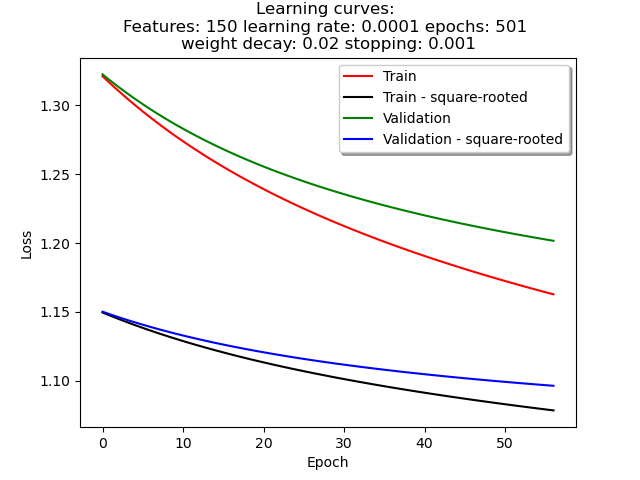 Learning curves:
Features: 150 learning rate: 0.0001 epochs: 501
weight decay: 0.02 stopping: 0.001
Train
Train - square-rooted
Validation
Validation - square-rooted
1.30
1.25
1.20
1.15
1.10
Loss
0 10 20 30 40 50
Epoch